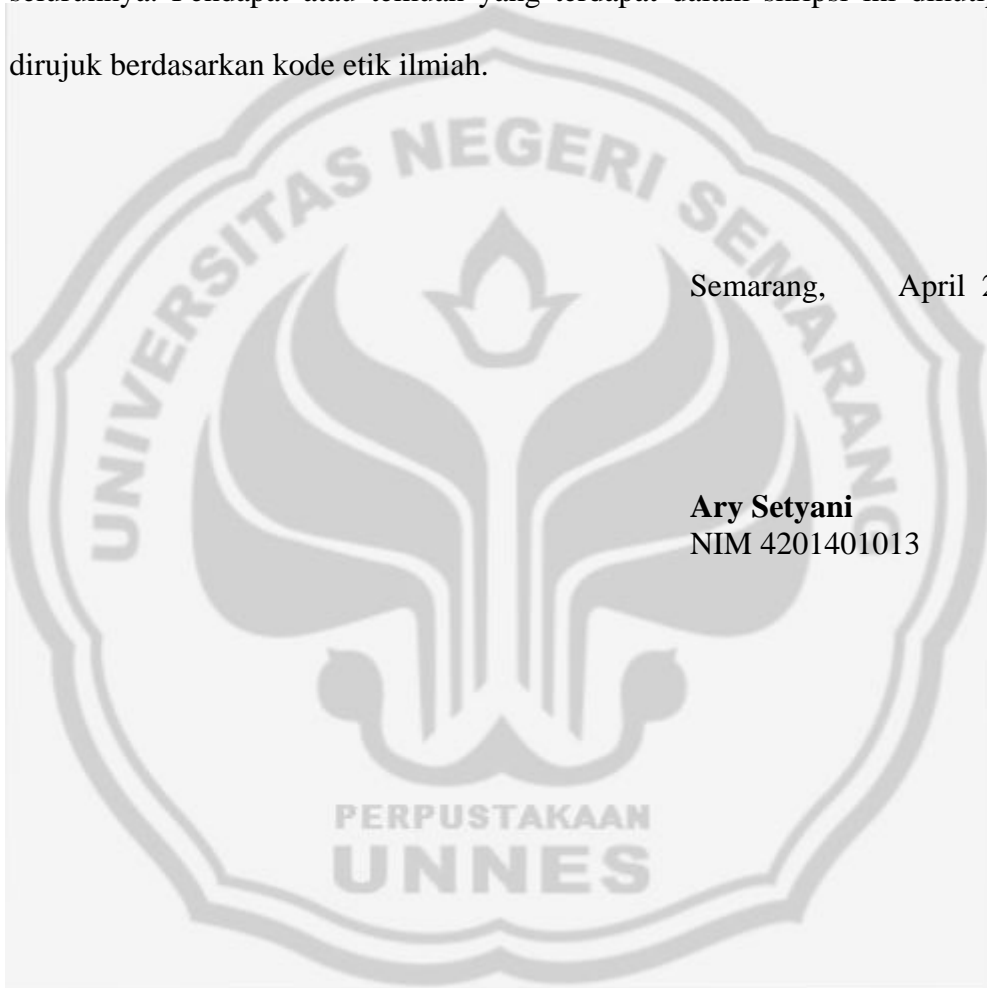 dirujuk berdasarkan kode etik ilmiah.
UNIVERSITAS NEGERI SEMARANG
Semarang, April
Ary Setyani
NIM 4201401013
PERPUSTAKAAN
UNNES